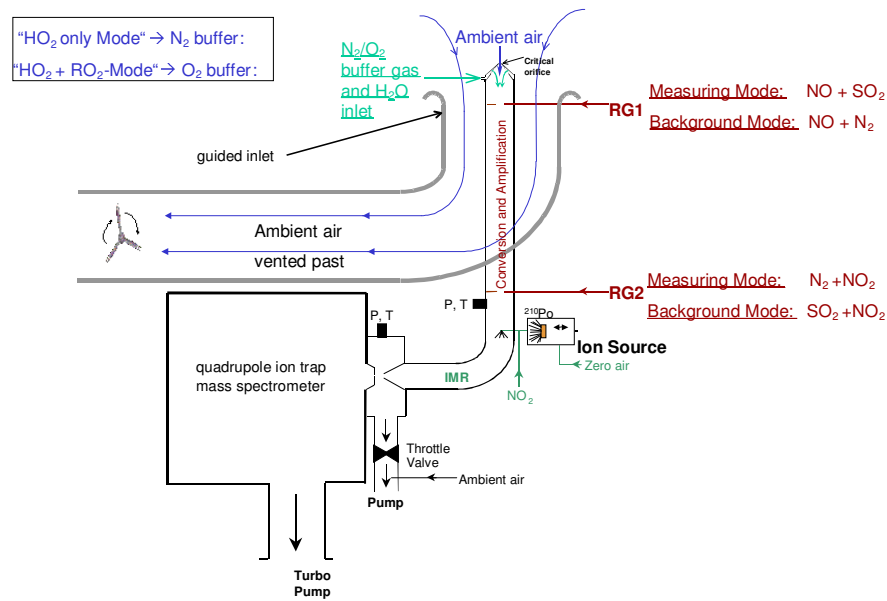 "HO2 only Mode" → N2 buffer:
"HO2 + RO2-Mode" → O2 buffer:
Ambient air
N2/O2
buffer gas
and H2O
inlet
Critical
orifice
RG1
Measuring Mode: NO + SO2
Background Mode: NO + N2
guided inlet
Conversion and Amplification
Ambient air
vented past
RG2
Measuring Mode: N2 +NO2
Background Mode: SO2 +NO2
P, T
P, T
210Po
Ion Source
Zero air
quadrupole ion trap
mass spectrometer
IMR
NO2
Throttle
Valve
Ambient air
Pump
Turbo
Pump